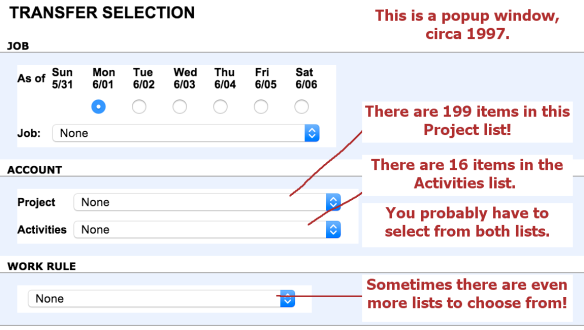 TRANSFER SELECTION
This is a popup window,
circa 1997.
JOB
As of
Sun Mon Tue Wed Thu Fri Sat
5/31 6/01 6/02 6/03 6/04 6/05 6/06
Job: None
There are 199 items in this
Project list!
ACCOUNT
There are 16 items in the
Activities list.
Project None
Activities None
You probably have to
select from both lists.
WORK RULE
None
Sometimes there are even
more lists to choose from!